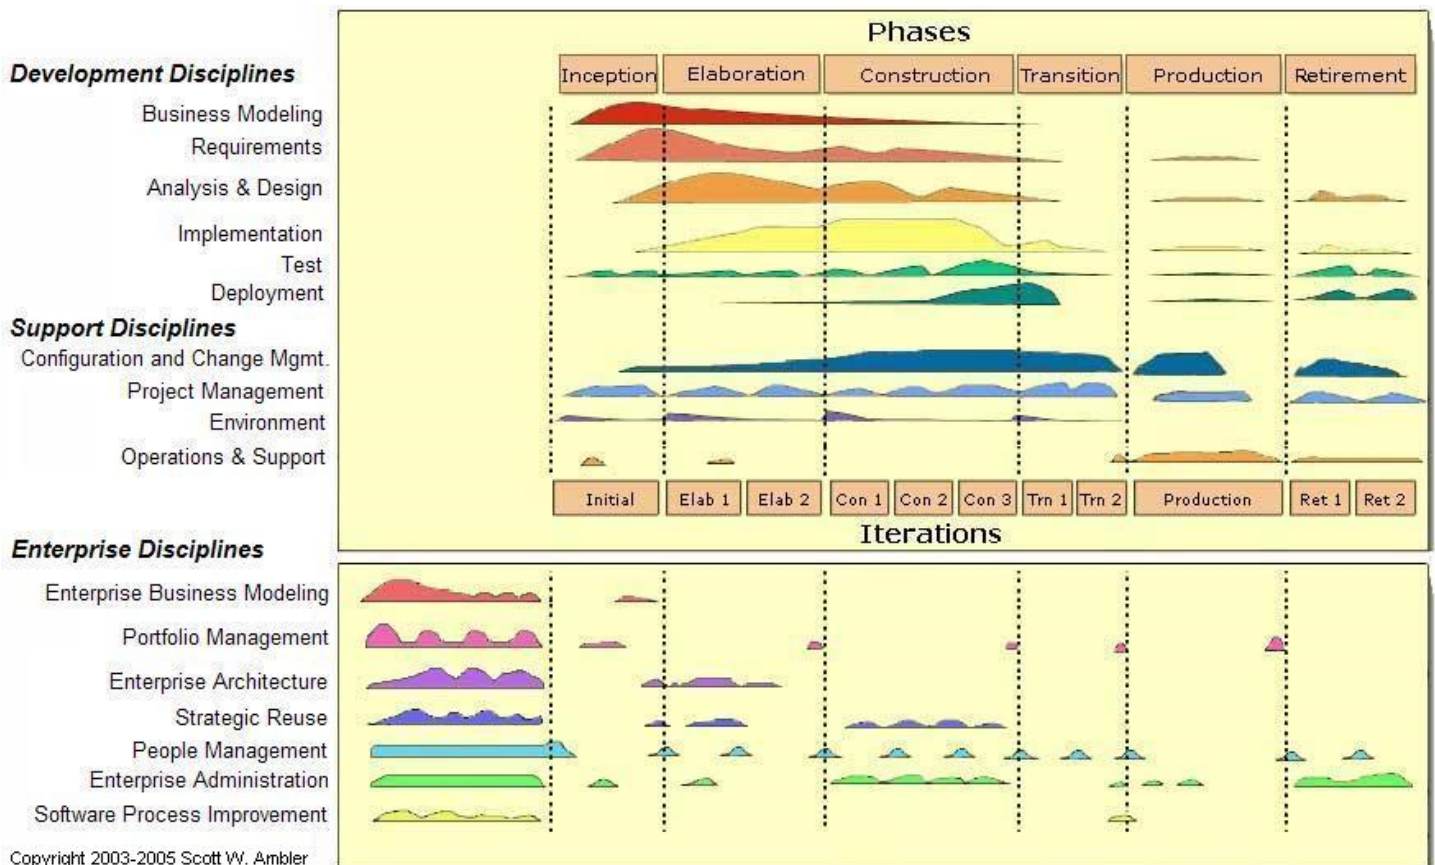 Phases
Development Disciplines
Inception Elaboration Construction Transition Production Retirement
Business Modeling
Requirements
Analysis & Design
Implementation
Test
Deployment
Support Disciplines
Configuration and Change Mgmt.
Project Management
Environment
Operations & Support
Initial Elab 1 Elab 2 Con 1 Con 2 Con 3 Trn 1 Trn 2 Production Ret 1 Ret 2
Iterations
Enterprise Disciplines
Enterprise Business Modeling
Portfolio Management
Enterprise Architecture
Strategic Reuse
People Management
Enterprise Administration
Software Process Improvement
Copyright 2003-2005 Scott W. Ambler